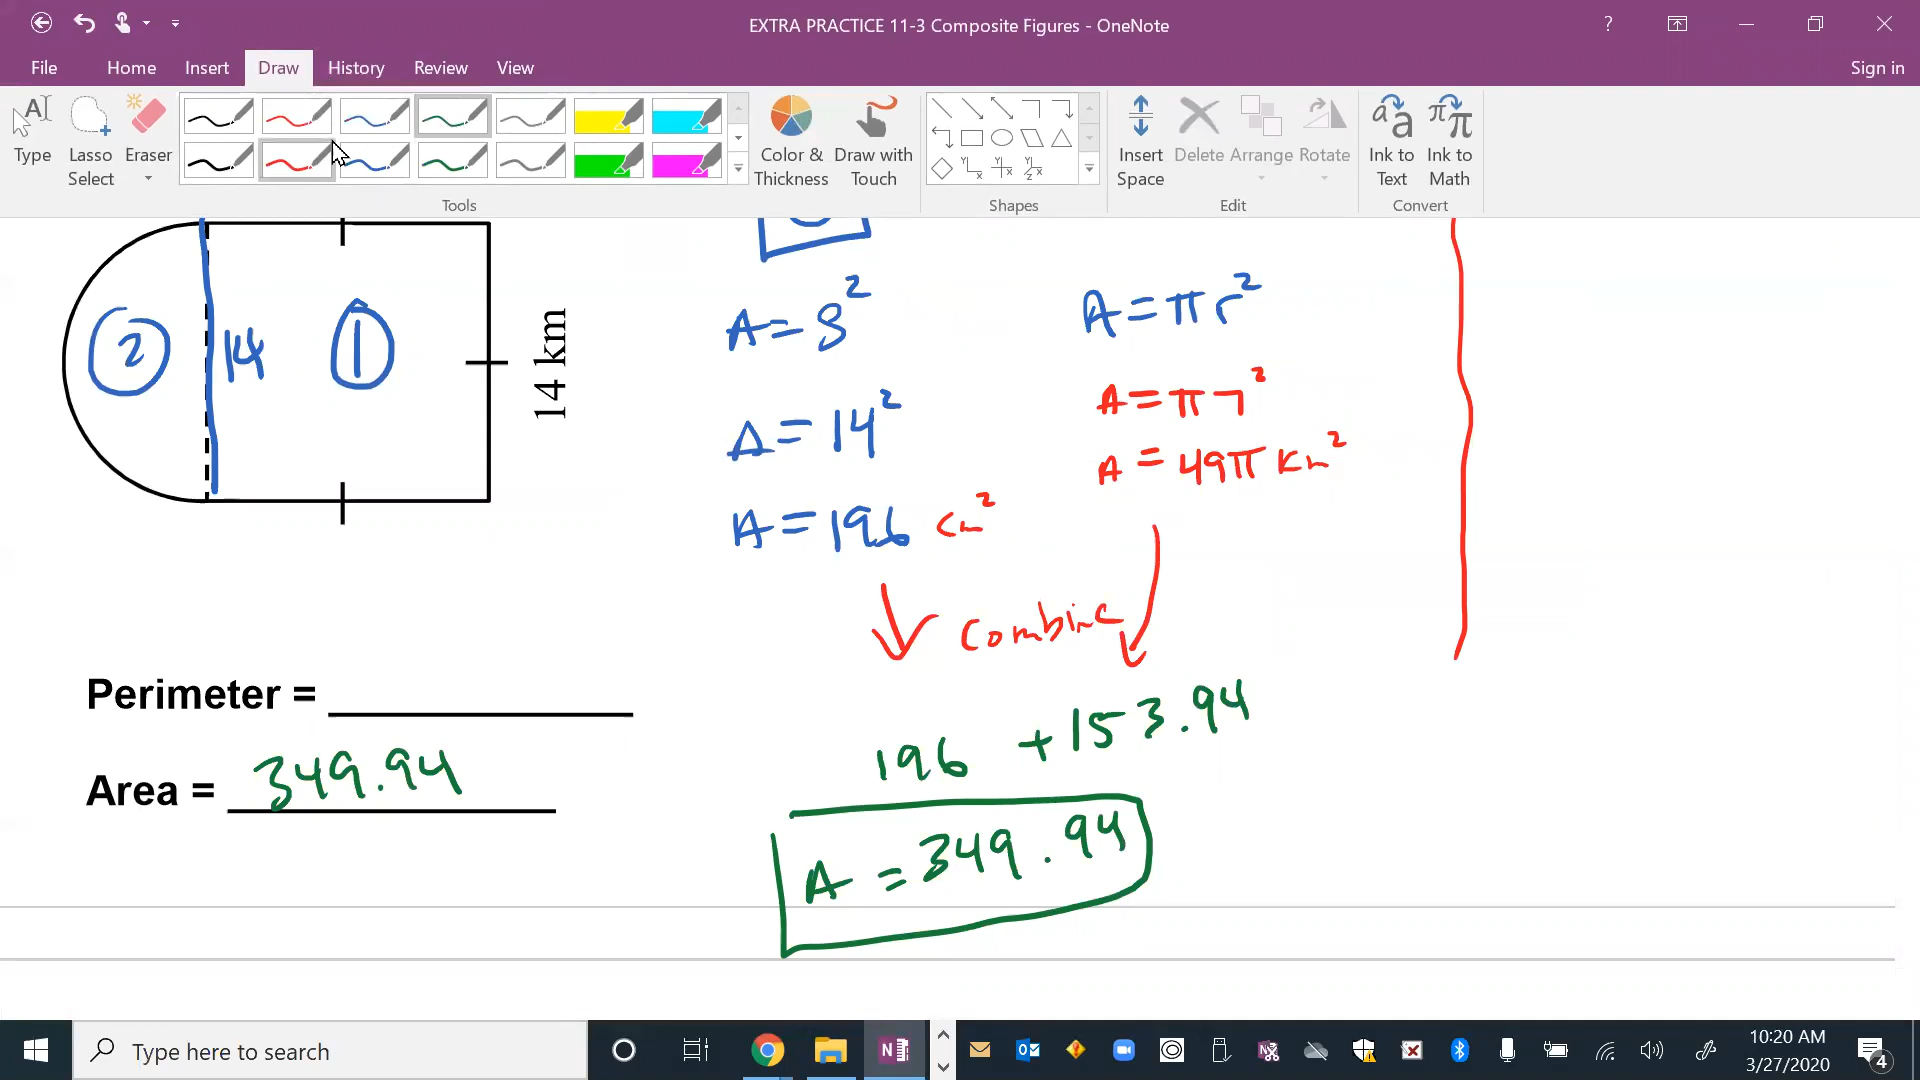 EXTRA PRACTICE 11-3 Composite Figures - OneNote
?
File Home Insert Draw History Review View Sign in
Type
Lasso Select
Eraser
Color & Thickness
Draw with Touch
Insert Space
Delete
Arrange
Rotate
Ink to Text
Ink to Math
Tools
Shapes
Edit
Convert
2
14
1
14 km
A = S²
A = 14²
A = 196 cm²
A = πr²
A = π7²
A = 49π Km²
Combine
196 + 153.94
A = 349.94
Perimeter =
Area = 349.94
Type here to search
10:20 AM
3/27/2020
4